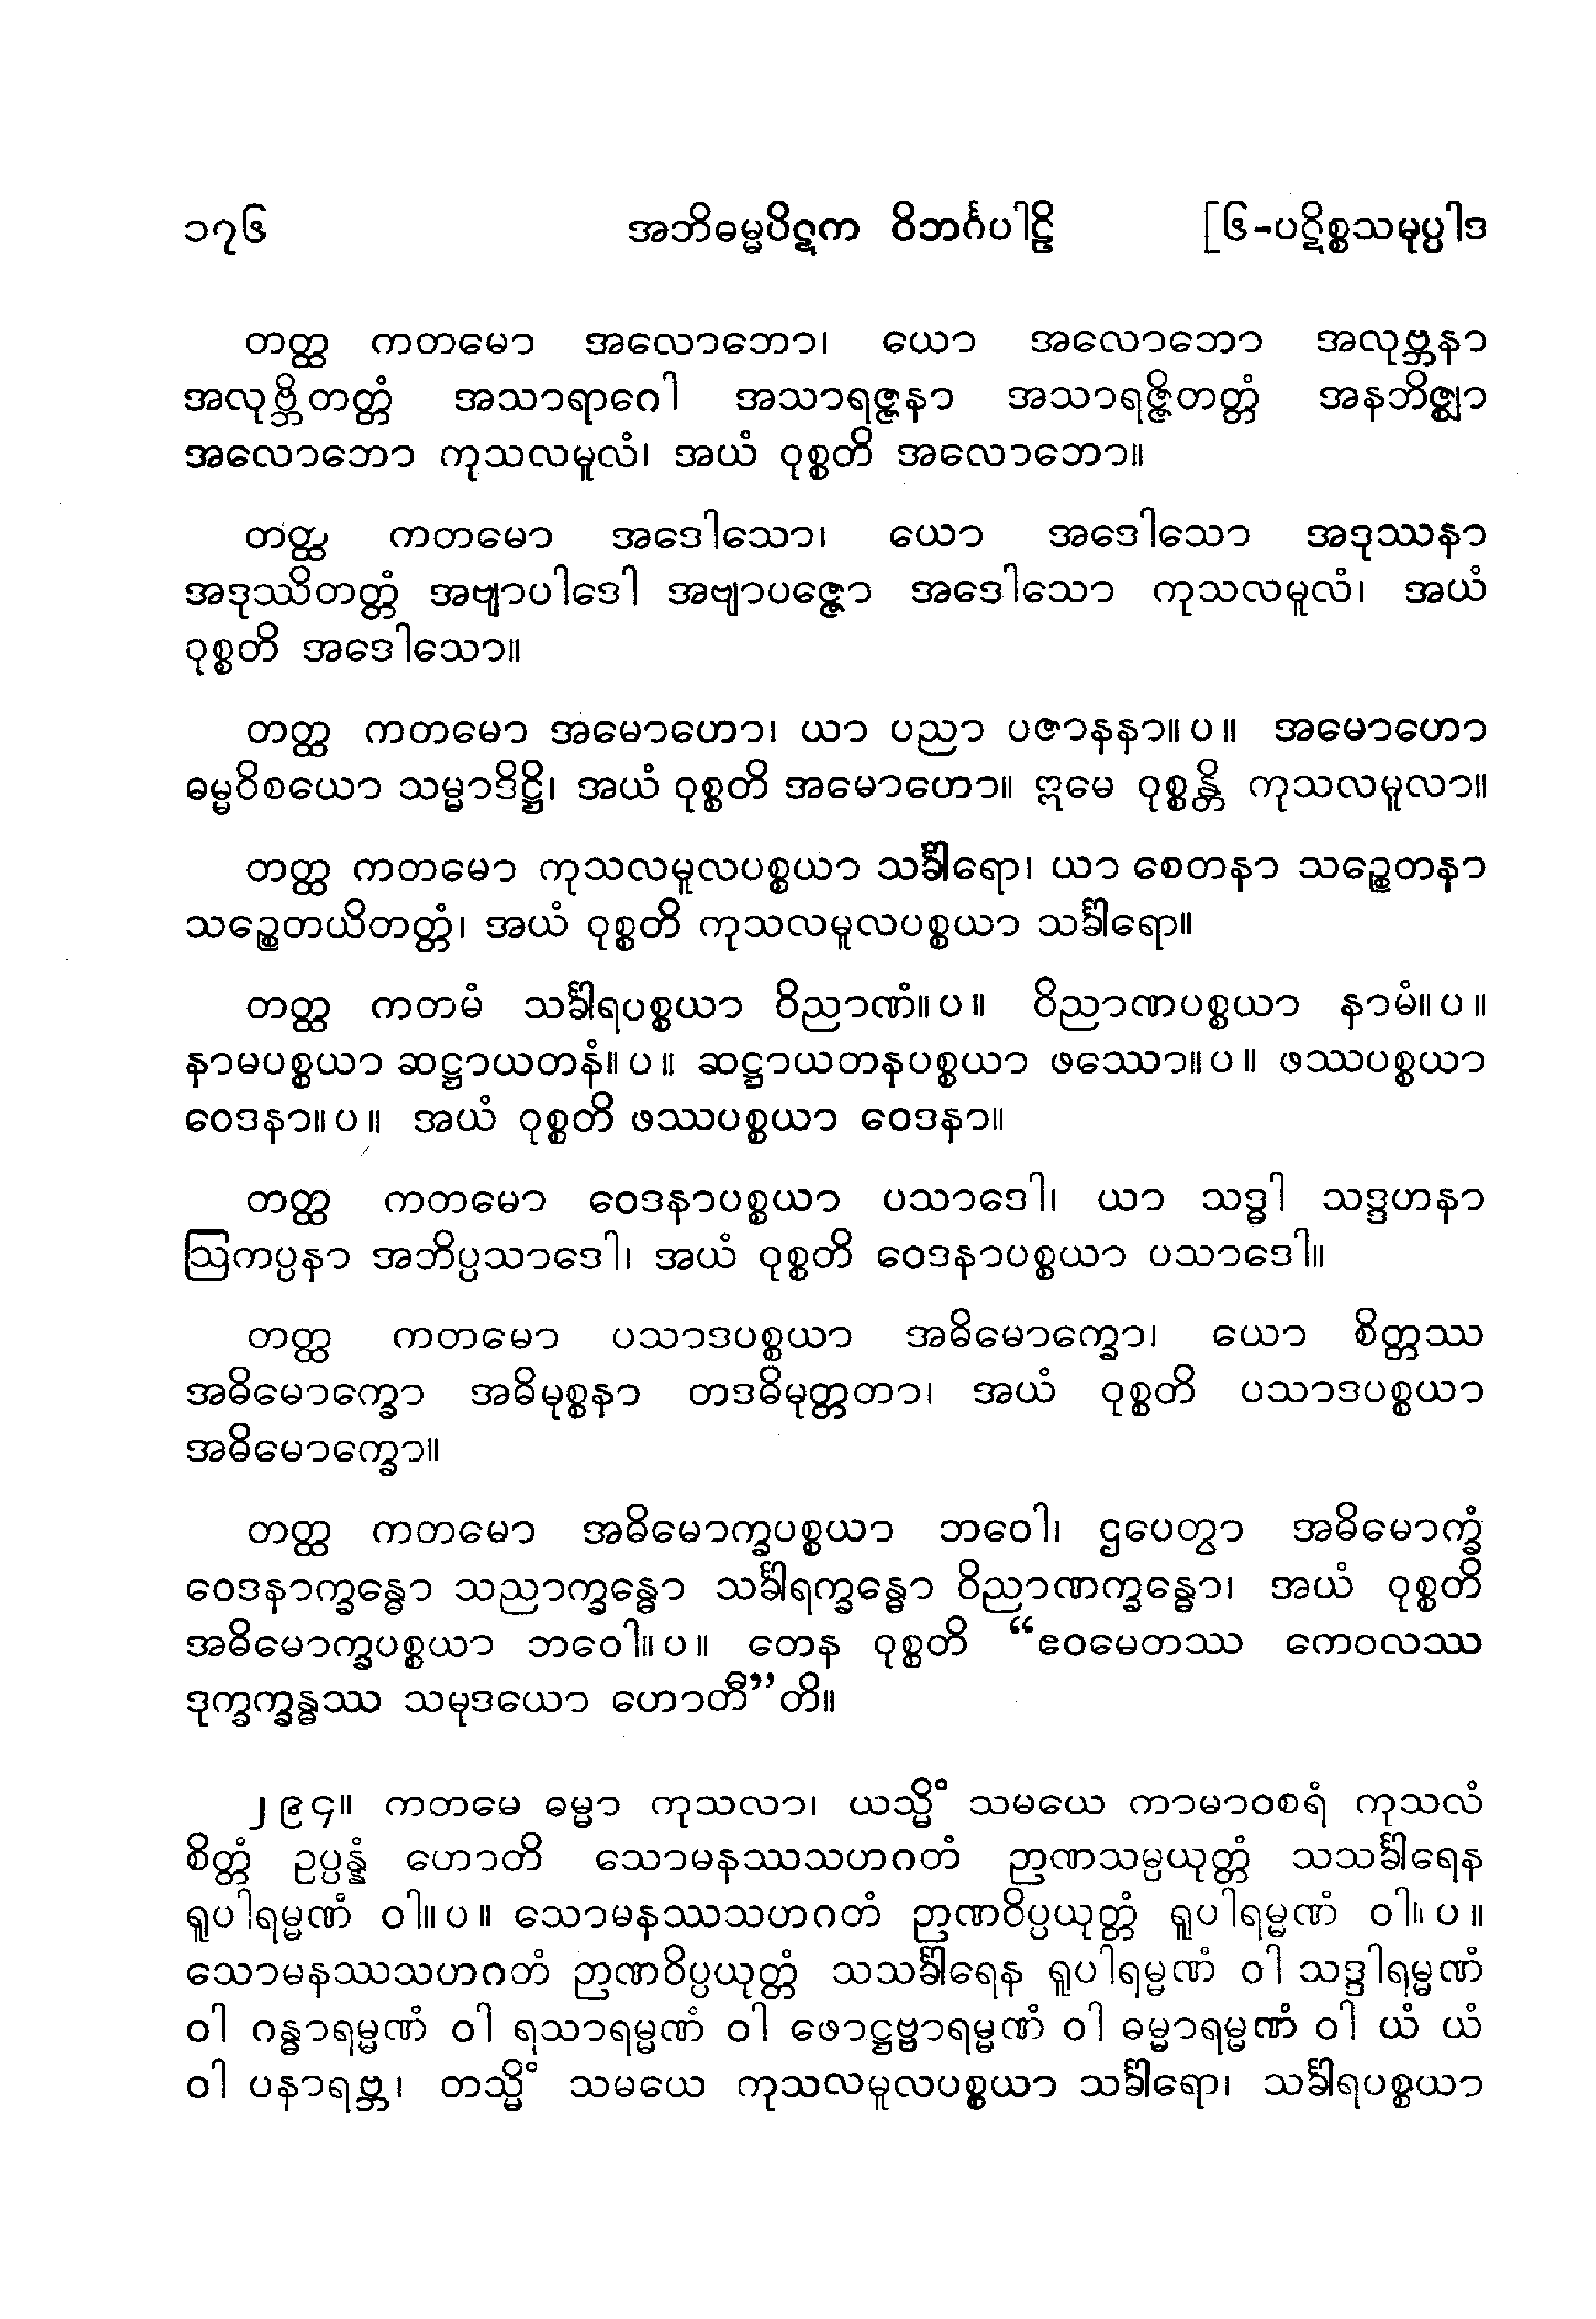 ၁၇၆ အဘိဓမ္မပိဋက ဝိဘင်္ဂပါဠိ [၆-ပဋိစ္စသမုပ္ပါဒ
တတ္ထ ကတမော အလောဘော၊ ယော အလောဘော အလုဗ္ဘနာ
အလုဗ္ဘိတတ္တံ အသာရာဂေါ အသာရဇ္ဇနာ အသာရဇ္ဇိတတ္တံ အနဘိဇ္ဈာ
အလောဘော ကုသလမူလံ၊ အယံ ဝုစ္စတိ အလောဘော။
တတ္ထ ကတမော အဒေါသော၊ ယော အဒေါသော အဒုဿနာ
အဒုဿိတတ္တံ အဗျာပါဒေါ အဗျာပဇ္ဇော အဒေါသော ကုသလမူလံ၊ အယံ
ဝုစ္စတိ အဒေါသော။
တတ္ထ ကတမော အမောဟော၊ ယာ ပညာ ပဇာနနာ။ပ။ အမောဟော
ဓမ္မဝိစယော သမ္မာဒိဋ္ဌိ၊ အယံ ဝုစ္စတိ အမောဟော။ ဣမေ ဝုစ္စန္တိ ကုသလမူလာ။
တတ္ထ ကတမော ကုသလမူလပစ္စယာ သင်္ခါရော၊ ယာ စေတနာ သဉ္စေတနာ
သဉ္စေတယိတတ္တံ၊ အယံ ဝုစ္စတိ ကုသလမူလပစ္စယာ သင်္ခါရော။
တတ္ထ ကတမံ သင်္ခါရပစ္စယာ ဝိညာဏံ။ပ။ ဝိညာဏပစ္စယာ နာမံ။ပ။
နာမပစ္စယာ ဆဋ္ဌာယတနံ။ပ။ ဆဋ္ဌာယတနပစ္စယာ ဖဿော။ပ။ ဖဿပစ္စယာ
ဝေဒနာ။ပ။ အယံ ဝုစ္စတိ ဖဿပစ္စယာ ဝေဒနာ။
တတ္ထ ကတမော ဝေဒနာပစ္စယာ ပသာဒေါ၊ ယာ သဒ္ဓါ သဒ္ဒဟနာ
ဩကပ္ပနာ အဘိပ္ပသာဒေါ၊ အယံ ဝုစ္စတိ ဝေဒနာပစ္စယာ ပသာဒေါ။
တတ္ထ ကတမော ပသာဒပစ္စယာ အဓိမောက္ခော၊ ယော စိတ္တဿ
အဓိမောက္ခော အဓိမုစ္စနာ တဒဓိမုတ္တတာ၊ အယံ ဝုစ္စတိ ပသာဒပစ္စယာ
အဓိမောက္ခော။
တတ္ထ ကတမော အဓိမောက္ခပစ္စယာ ဘဝေါ၊ ဌပေတွာ အဓိမောက္ခံ
ဝေဒနာက္ခန္ဓော သညာက္ခန္ဓော သင်္ခါရက္ခန္ဓော ဝိညာဏက္ခန္ဓော၊ အယံ ဝုစ္စတိ
အဓိမောက္ခပစ္စယာ ဘဝေါ။ပ။ တေန ဝုစ္စတိ “ဧဝမေတဿ ကေဝလဿ
ဒုက္ခက္ခန္ဓဿ သမုဒယော ဟောတီ”တိ။
၂၉၄။ ကတမေ ဓမ္မာ ကုသလာ၊ ယသ္မိံ သမယေ ကာမာဝစရံ ကုသလံ
စိတ္တံ ဥပ္ပန္နံ ဟောတိ သောမနဿသဟဂတံ ဉာဏသမ္ပယုတ္တံ သသင်္ခါရေန
ရူပါရမ္မဏံ ဝါ။ပ။ သောမနဿသဟဂတံ ဉာဏဝိပ္ပယုတ္တံ ရူပါရမ္မဏံ ဝါ။ပ။
သောမနဿသဟဂတံ ဉာဏဝိပ္ပယုတ္တံ သသင်္ခါရေန ရူပါရမ္မဏံ ဝါ သဒ္ဒါရမ္မဏံ
ဝါ ဂန္ဓာရမ္မဏံ ဝါ ရသာရမ္မဏံ ဝါ ဖောဋ္ဌဗ္ဗာရမ္မဏံ ဝါ ဓမ္မာရမ္မဏံ ဝါ ယံ ယံ
ဝါ ပနာရဗ္ဘ၊ တသ္မိံ သမယေ ကုသလမူလပစ္စယာ သင်္ခါရော၊ သင်္ခါရပစ္စယာ